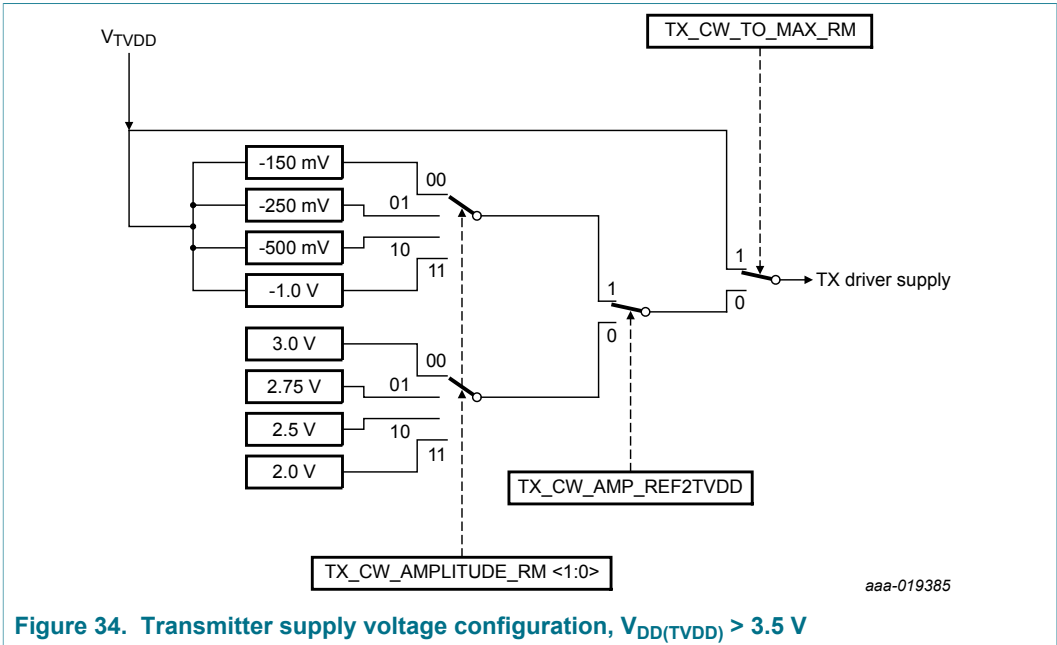 V_TVDD
TX_CW_TO_MAX_RM
-150 mV
00
-250 mV
01
-500 mV
10
11
-1.0 V
1
TX driver supply
0
1
0
3.0 V
00
2.75 V
01
2.5 V
10
11
2.0 V
TX_CW_AMP_REF2TVDD
TX_CW_AMPLITUDE_RM <1:0>
aaa-019385
Figure 34. Transmitter supply voltage configuration, V_DD(TVDD) > 3.5 V